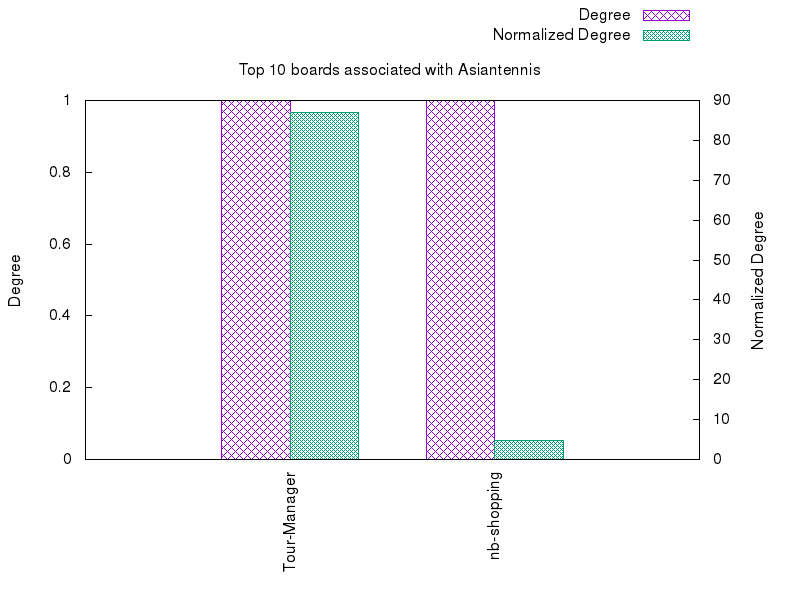 Degree
Normalized Degree
Top 10 boards associated with Asiantennis
1
0.8
0.6
0.4
0.2
0
90
80
70
60
50
40
30
20
10
0
Degree
Normalized Degree
Tour-Manager
nb-shopping